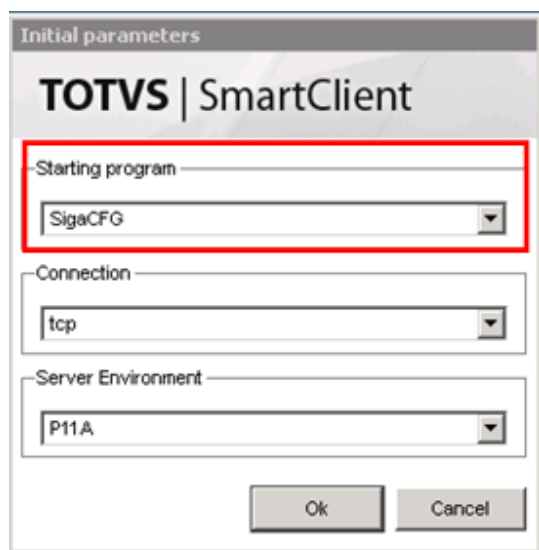 Initial parameters
TOTVS | SmartClient
Starting program
SigaCFG
Connection
tcp
Server Environment
P11A
Ok Cancel